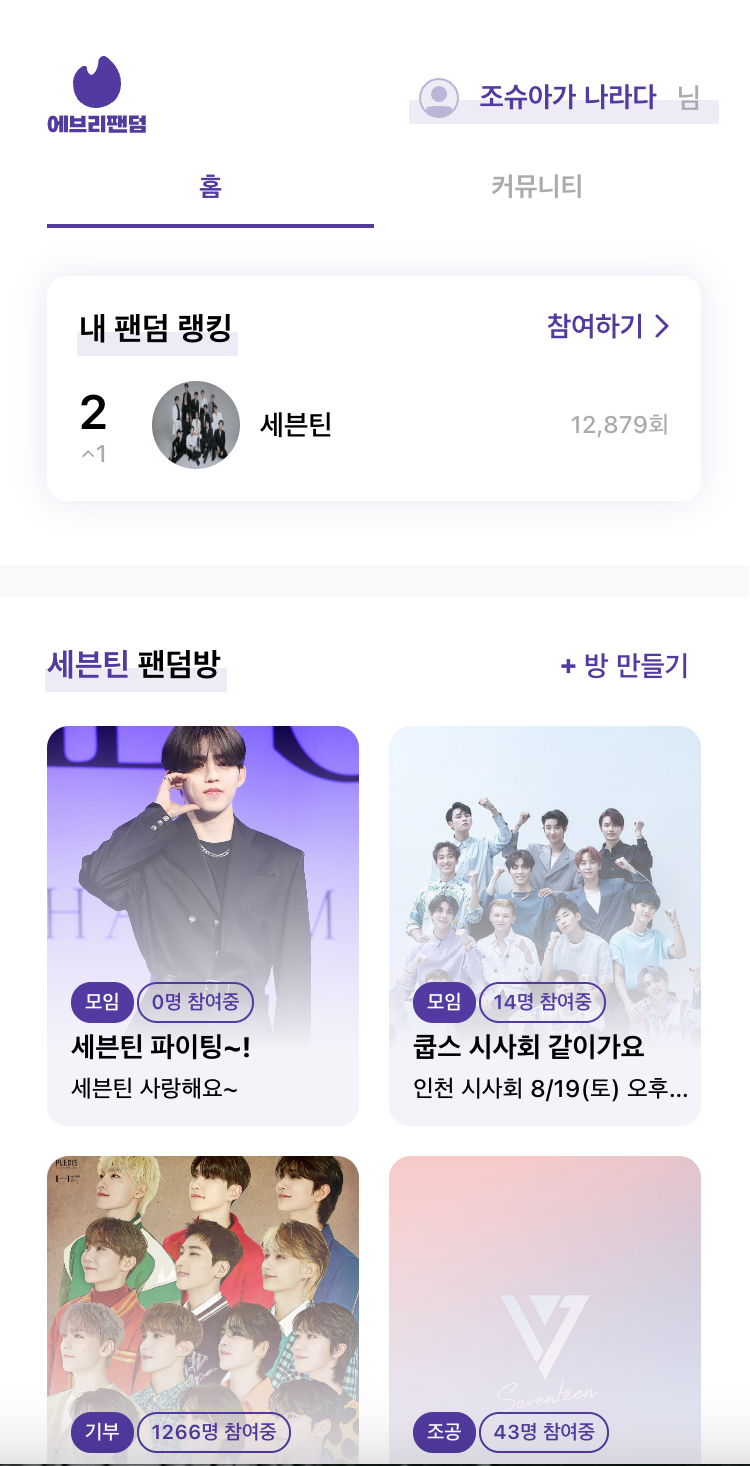 에브리팬덤
조슈아가 나라다 님
홈 커뮤니티
내 팬덤 랭킹 참여하기
2 세븐틴 12,879회
^1
세븐틴 팬덤방 + 방 만들기
모임 0명 참여중
세븐틴 파이팅~!
세븐틴 사랑해요~
모임 14명 참여중
쿱스 시사회 같이가요
인천 시사회 8/19(토) 오후...
PLEDIS
기부 1266명 참여중
Seventeen
조공 43명 참여중